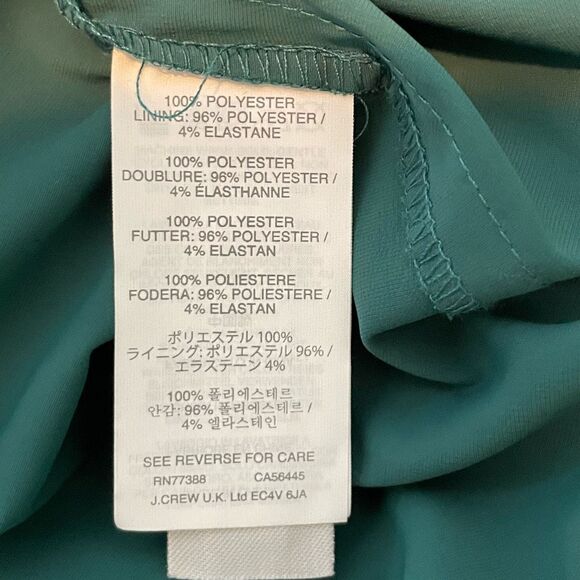 100% POLYESTER
LINING: 96% POLYESTER /
4% ELASTANE
100% POLYESTER
DOUBLURE: 96% POLYESTER /
4% ÉLASTHANNE
100% POLYESTER
FUTTER: 96% POLYESTER /
4% ELASTAN
100% POLIESTERE
FODERA: 96% POLIESTERE /
4% ELASTAN
ポリエステル 100%
ライニング: ポリエステル 96% /
エラステーン 4%
100% 폴리에스테르
안감: 96% 폴리에스테르 /
4% 엘라스테인
SEE REVERSE FOR CARE
RN77388 CA56445
J.CREW U.K. Ltd EC4V 6JA